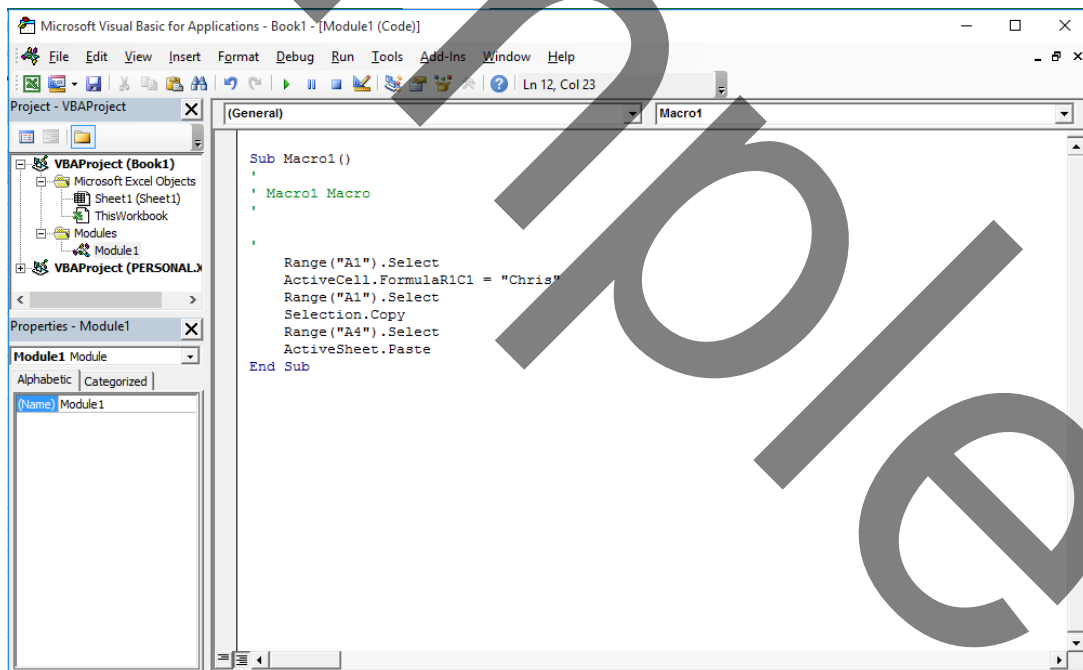 Microsoft Visual Basic for Applications - Book1 - [Module1 (Code)]
File Edit View Insert Format Debug Run Tools Add-Ins Window Help
Ln 12, Col 23
Project - VBAProject
(General) Macro1
VBAProject (Book1)
Microsoft Excel Objects
Sheet1 (Sheet1)
ThisWorkbook
Modules
Module1
VBAProject (PERSONAL.X
Properties - Module1
Module1 Module
Alphabetic Categorized
(Name) Module1
Sub Macro1()
'
' Macro1 Macro
'
'
Range("A1").Select
ActiveCell.FormulaR1C1 = "Chris"
Range("A1").Select
Selection.Copy
Range("A4").Select
ActiveSheet.Paste
End Sub